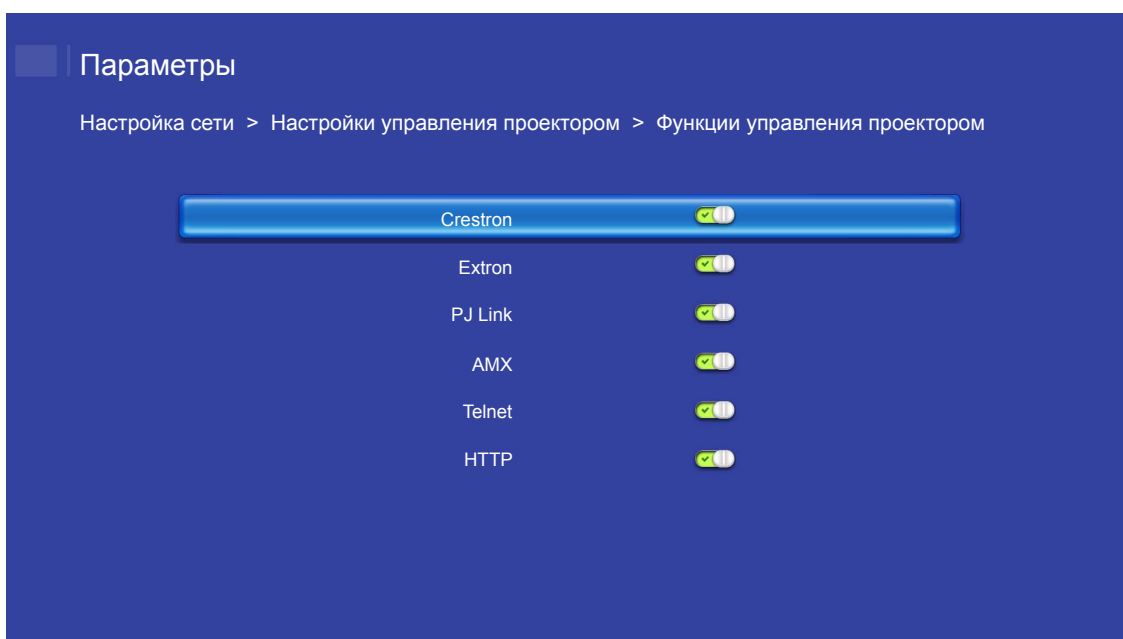 Параметры
Настройка сети > Настройки управления проектором > Функции управления проектором
Crestron
Extron
PJ Link
AMX
Telnet
HTTP